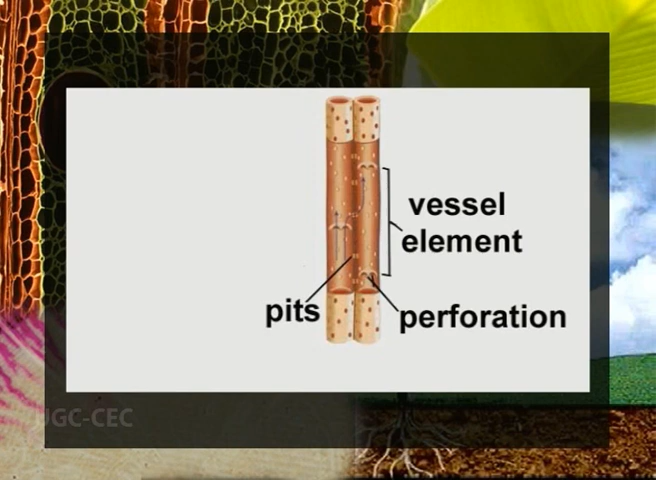 vessel
element
pits
perforation
UGC-CEC